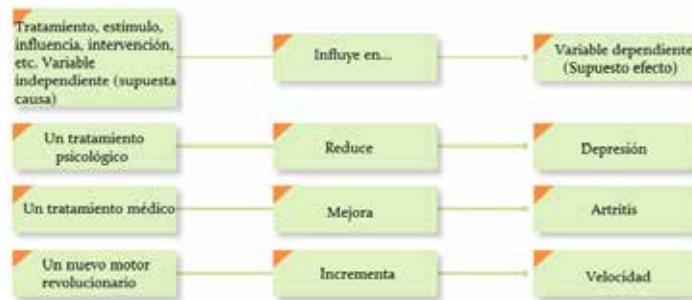 Tratamiento, estímulo,
influencia, intervención,
etc. Variable
independiente (supuesta
causa)
Influye en...
Variable dependiente
(Supuesto efecto)
Un tratamiento
psicológico
Reduce
Depresión
Un tratamiento médico
Mejora
Artritis
Un nuevo motor
revolucionario
Incrementa
Velocidad